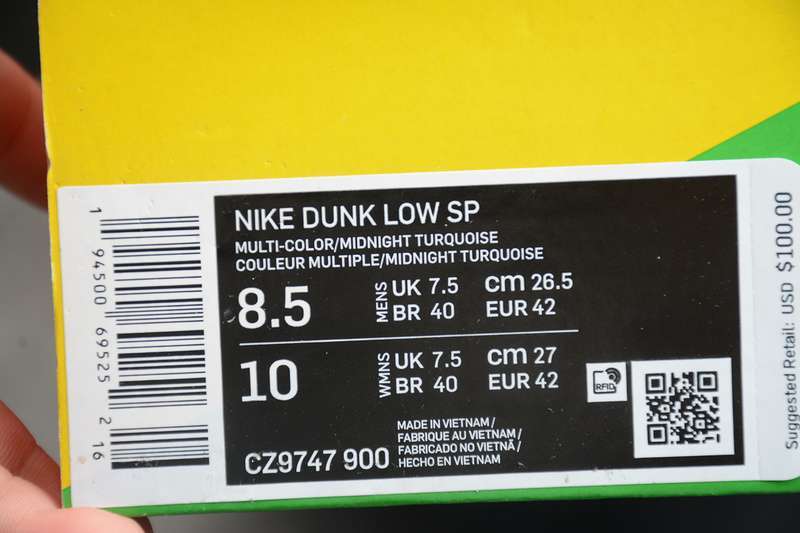 NIKE DUNK LOW SP
MULTI-COLOR/MIDNIGHT TURQUOISE
COULEUR MULTIPLE/MIDNIGHT TURQUOISE
8.5 MENS UK 7.5 cm 26.5
BR 40 EUR 42
10 WMNS UK 7.5 cm 27
BR 40 EUR 42
RFID
CZ9747 900
MADE IN VIETNAM /
FABRIQUE AU VIETNAM /
FABRICADO NO VIETNÃ /
HECHO EN VIETNAM
1 94500 69525 2 16
Suggested Retail: USD $100.00